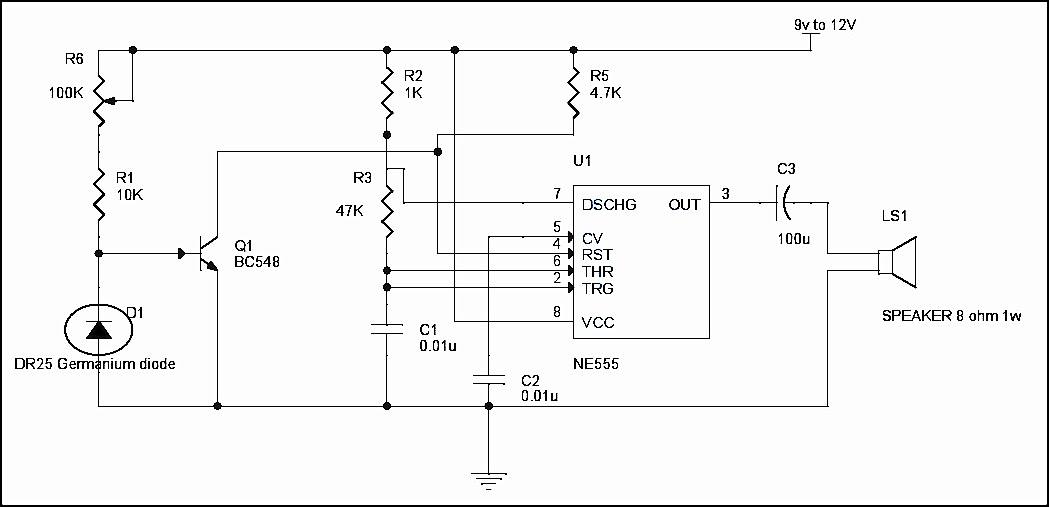 9v to 12V
R6
100K
R2
1K
R5
4.7K
R1
10K
R3
47K
U1
C3
100u
LS1
7
DSCHG
OUT
3
5
CV
4
RST
6
THR
2
TRG
8
VCC
Q1
BC548
SPEAKER 8 ohm 1w
D1
DR25 Germanium diode
C1
0.01u
NE555
C2
0.01u